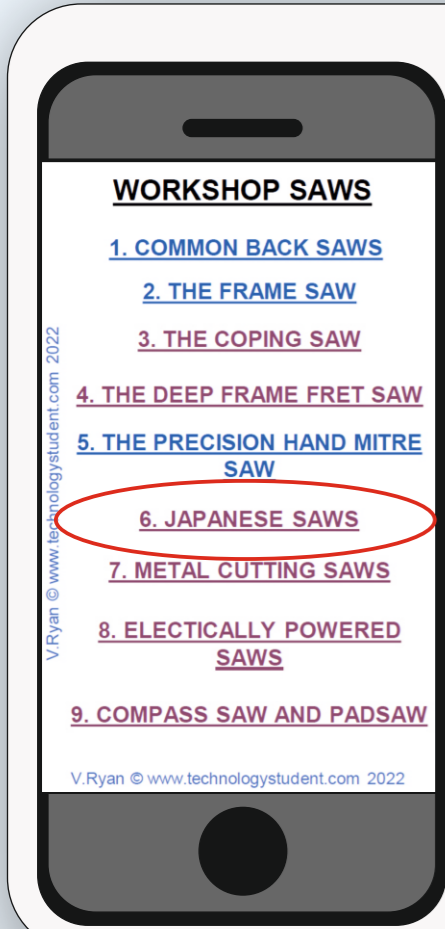 WORKSHOP SAWS
1. COMMON BACK SAWS
2. THE FRAME SAW
3. THE COPING SAW
4. THE DEEP FRAME FRET SAW
5. THE PRECISION HAND MITRE
SAW
6. JAPANESE SAWS
7. METAL CUTTING SAWS
8. ELECTICALLY POWERED
SAWS
9. COMPASS SAW AND PADSAW
V.Ryan © www.technologystudent.com 2022
V.Ryan © www.technologystudent.com 2022